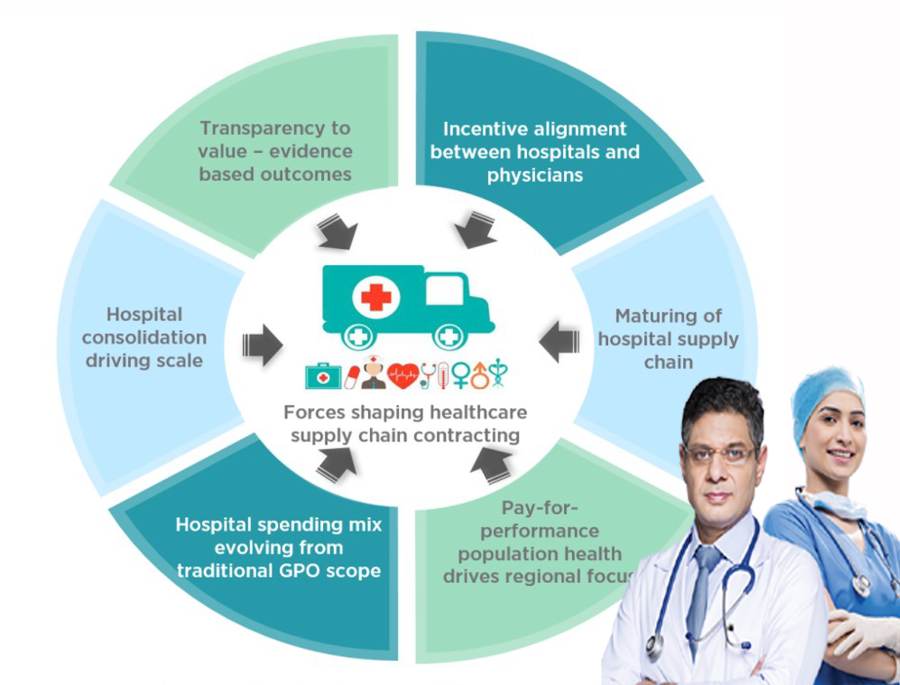 Transparency to
value – evidence
based outcomes
Incentive alignment
between hospitals and
physicians
Hospital
consolidation
driving scale
Maturing of
hospital supply
chain
Forces shaping healthcare
supply chain contracting
Hospital spending mix
evolving from
traditional GPO scope
Pay-for-
performance
population health
drives regional focus